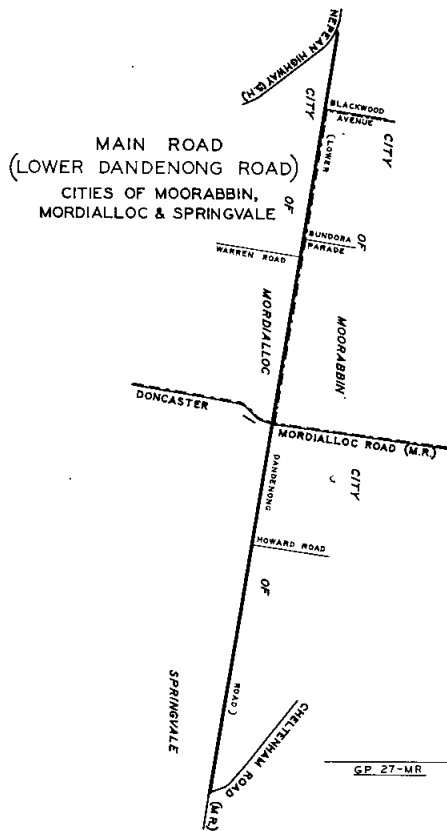 NEPEAN HIGHWAY (S.H.)
BLACKWOOD
AVENUE
CITY
CITY
(LOWER
MAIN ROAD
(LOWER DANDENONG ROAD)
CITIES OF MOORABBIN,
MORDIALLOC & SPRINGVALE
OF
OF
BUNDORA
PARADE
WARREN ROAD
MORDIALLOC
MOORABBIN
DONCASTER
MORDIALLOC ROAD (M.R.)
DANDENONG
CITY
HOWARD ROAD
OF
SPRINGVALE
ROAD)
CHELTENHAM ROAD
(M.R.)
GP. 27-MR